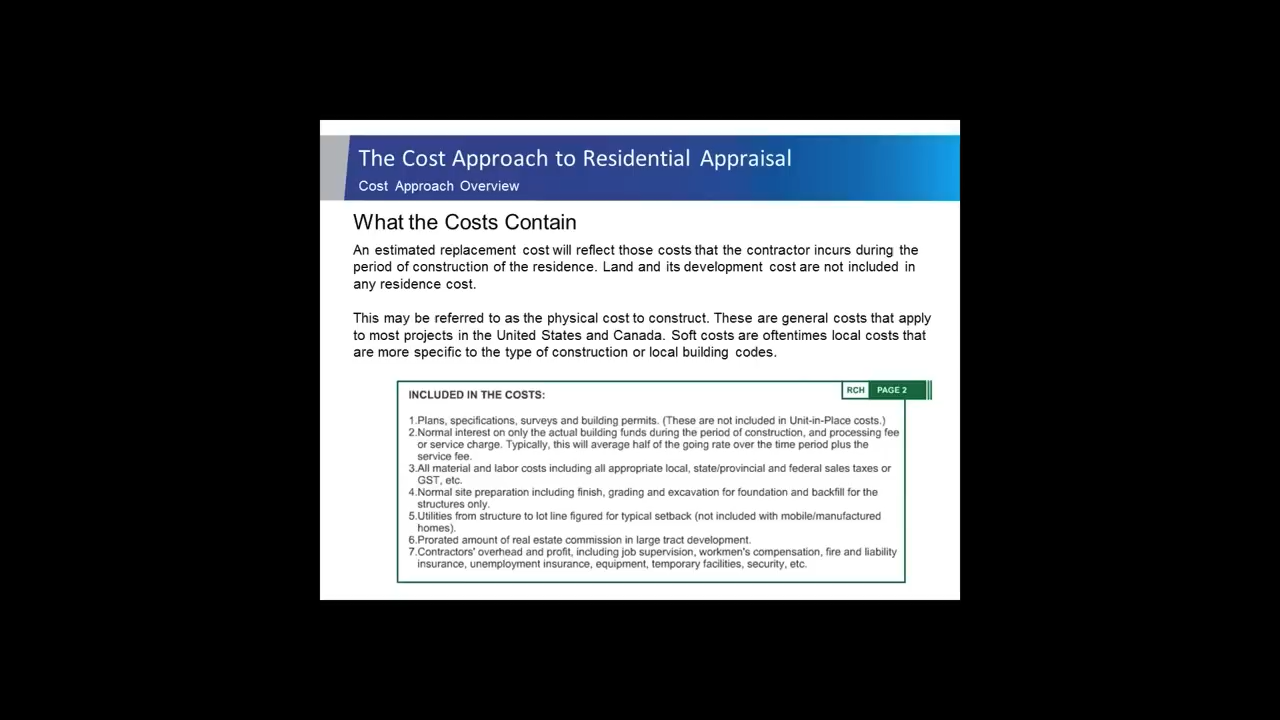 The Cost Approach to Residential Appraisal
Cost Approach Overview
What the Costs Contain
An estimated replacement cost will reflect those costs that the contractor incurs during the
period of construction of the residence. Land and its development cost are not included in
any residence cost.
This may be referred to as the physical cost to construct. These are general costs that apply
to most projects in the United States and Canada. Soft costs are oftentimes local costs that
are more specific to the type of construction or local building codes.
RCH PAGE 2
INCLUDED IN THE COSTS:
1.Plans, specifications, surveys and building permits. (These are not included in Unit-in-Place costs.)
2.Normal interest on only the actual building funds during the period of construction, and processing fee
or service charge. Typically, this will average half of the going rate over the time period plus the
service fee.
3.All material and labor costs including all appropriate local, state/provincial and federal sales taxes or
GST, etc.
4.Normal site preparation including finish, grading and excavation for foundation and backfill for the
structures only.
5.Utilities from structure to lot line figured for typical setback (not included with mobile/manufactured
homes).
6.Prorated amount of real estate commission in large tract development.
7.Contractors' overhead and profit, including job supervision, workmen's compensation, fire and liability
insurance, unemployment insurance, equipment, temporary facilities, security, etc.